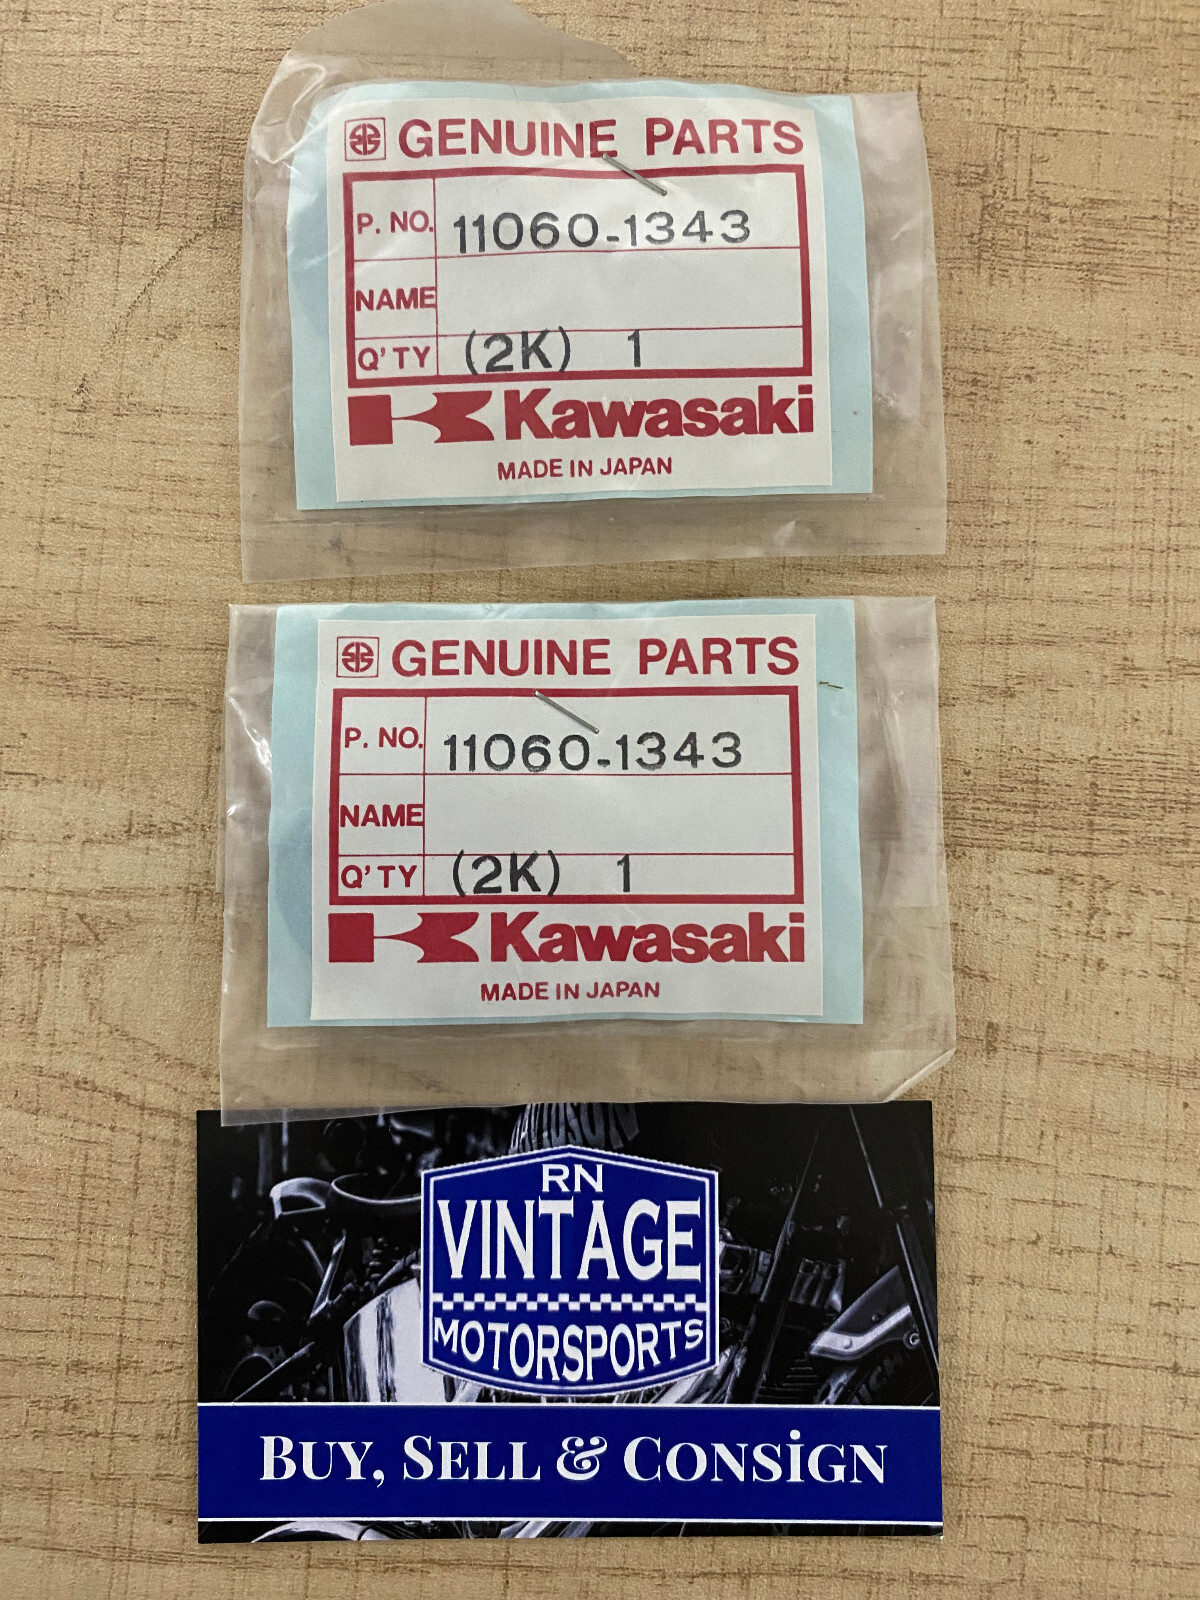 GENUINE PARTS
P. NO. 11060-1343
NAME
Q'TY (2K) 1
Kawasaki
MADE IN JAPAN
GENUINE PARTS
P. NO. 11060-1343
NAME
Q'TY (2K) 1
Kawasaki
MADE IN JAPAN
RN
VINTAGE
MOTORSPORTS
BUY, SELL & CONSIGN